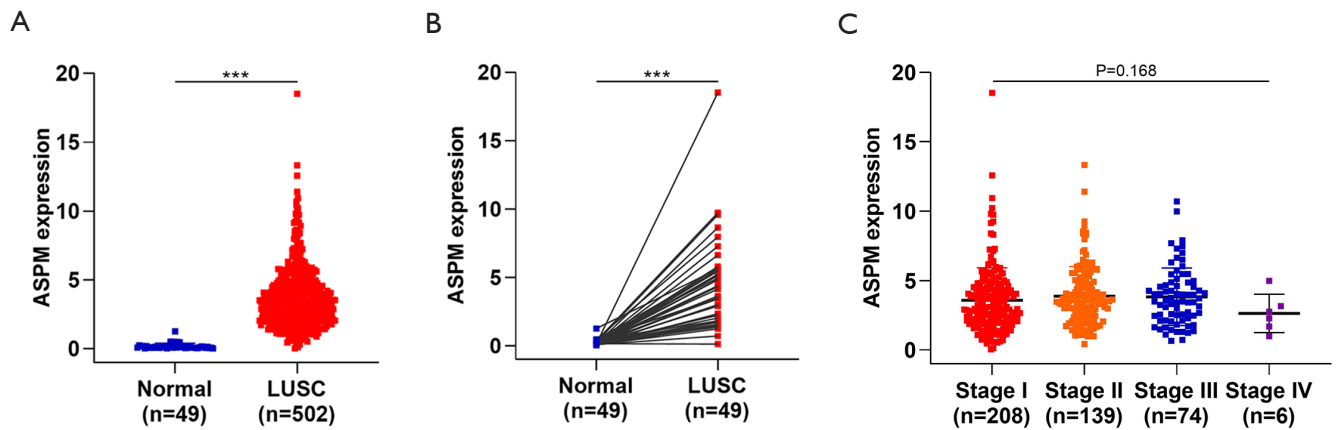 A
***
20
15
10
5
0
ASPM expression
Normal
(n=49)
LUSC
(n=502)
B
***
20
15
10
5
0
ASPM expression
Normal
(n=49)
LUSC
(n=49)
C
P=0.168
20
15
10
5
0
ASPM expression
Stage I
(n=208)
Stage II
(n=139)
Stage III
(n=74)
Stage IV
(n=6)